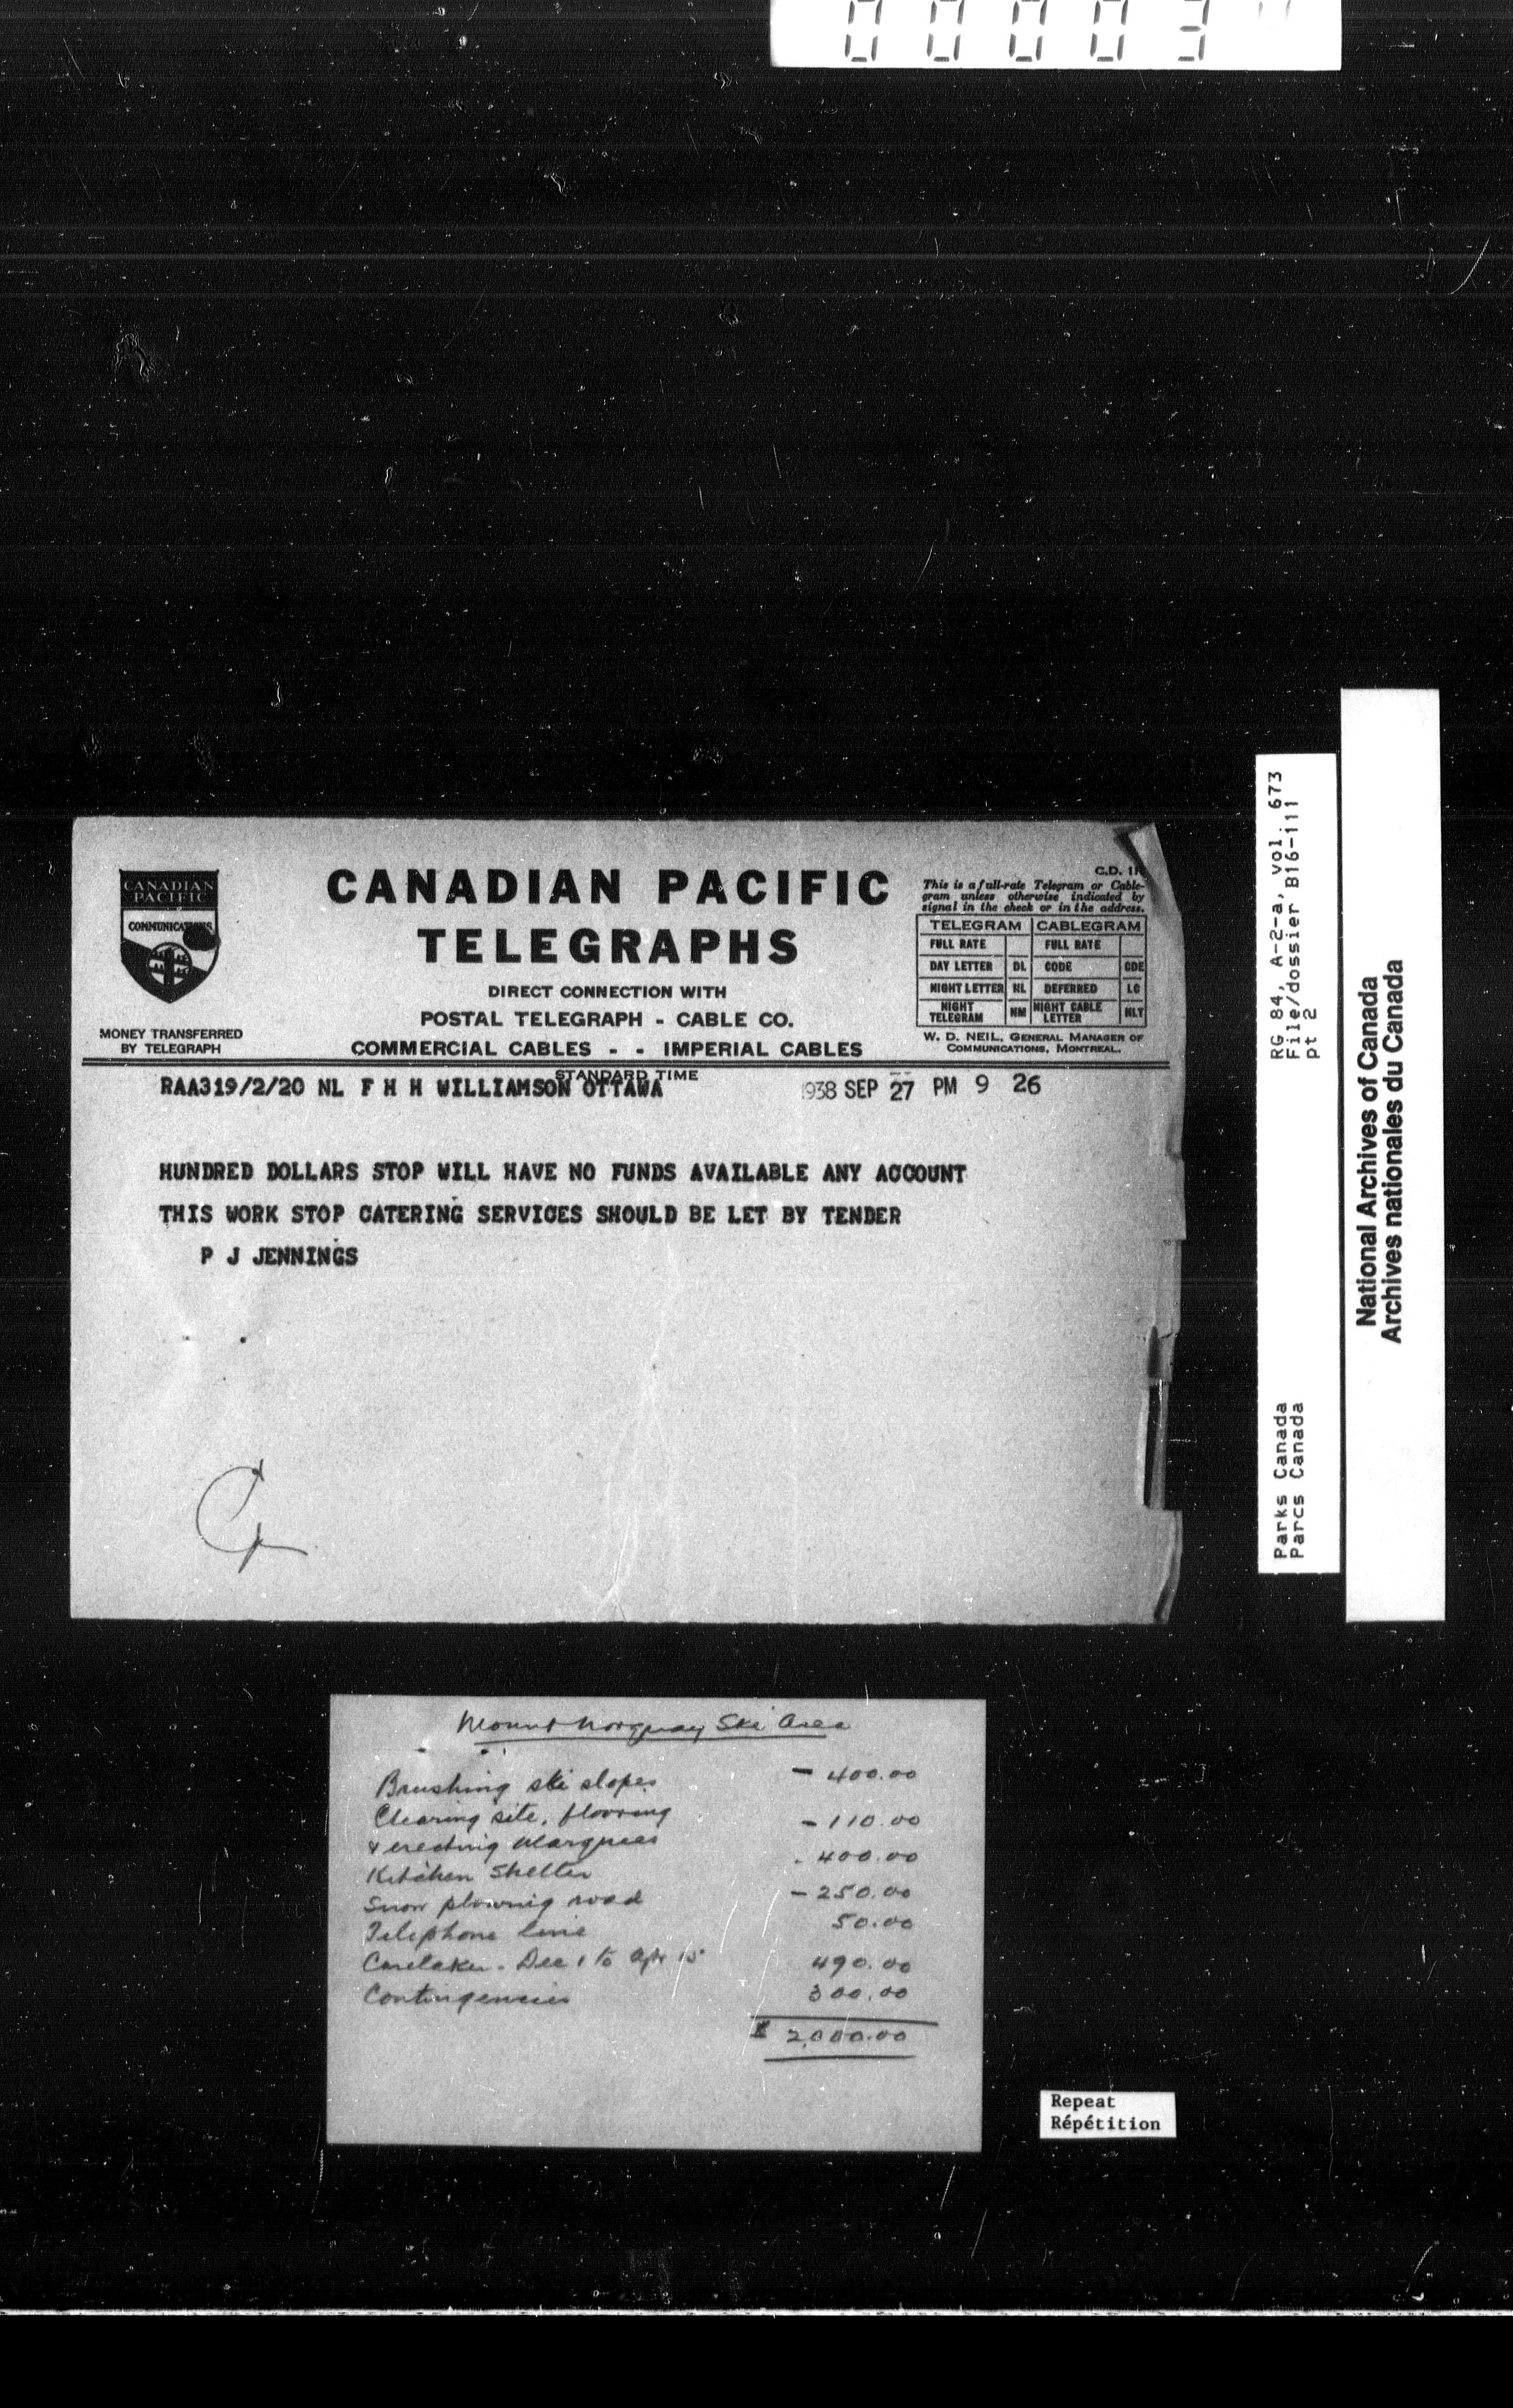 CANADIAN
PACIFIC
COMMUNICATIONS
MONEY TRANSFERRED
BY TELEGRAPH
CANADIAN PACIFIC
TELEGRAPHS
DIRECT CONNECTION WITH
POSTAL TELEGRAPH - CABLE CO.
COMMERCIAL CABLES - - IMPERIAL CABLES
STANDARD TIME
C.D.
This is a full-rate Telegram or Cable-
gram unless otherwise indicated by
signal in the check or in the address.
TELEGRAM CABLEGRAM
FULL RATE FULL RATE
DAY LETTER DL CODE CDE
NIGHT LETTER NL DEFERRED LC
NIGHT TELEGRAM NM NIGHT CABLE LETTER NLT
W. D. NEIL, GENERAL MANAGER OF
COMMUNICATIONS, MONTREAL.
RAA319/2/20 NL F H H WILLIAMSON OTTAWA 1938 SEP 27 PM 9 26
HUNDRED DOLLARS STOP WILL HAVE NO FUNDS AVAILABLE ANY ACCOUNT
THIS WORK STOP CATERING SERVICES SHOULD BE LET BY TENDER
P J JENNINGS
RG 84, A-2-a, vol. 673
File/dossier B16-111
pt 2
Parks Canada
Parcs Canada
National Archives of Canada
Archives nationales du Canada
Mount Norquay Ski Area
Brushing ski slopes - 400.00
Clearing site, flooring
& erecting Marquees - 110.00
Kitchen Shelter - 400.00
Snow plowing road - 250.00
Telephone line 50.00
Caretaker - Dec 1 to Apr 15 490.00
Contingencies 300.00
$ 2,000.00
Repeat
Répétition